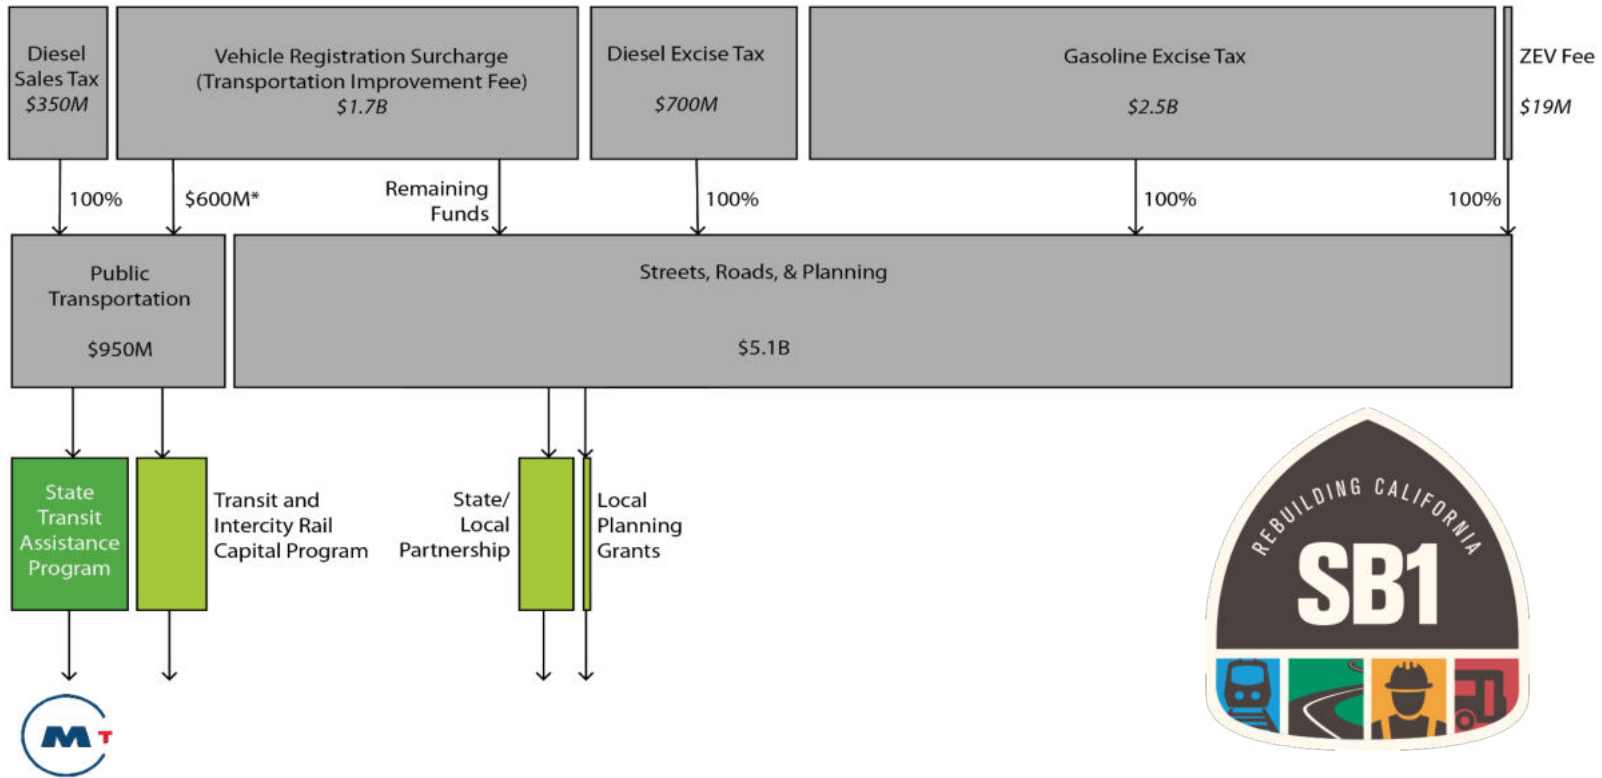 Diesel
Sales Tax
$350M
Vehicle Registration Surcharge
(Transportation Improvement Fee)
$1.7B
Diesel Excise Tax
$700M
Gasoline Excise Tax
$2.5B
ZEV Fee
$19M
100%
$600M*
Remaining
Funds
100%
100%
100%
Public
Transportation
$950M
Streets, Roads, & Planning
$5.1B
State
Transit
Assistance
Program
Transit and
Intercity Rail
Capital Program
State/
Local
Partnership
Local
Planning
Grants
REBUILDING CALIFORNIA
SB1
M T